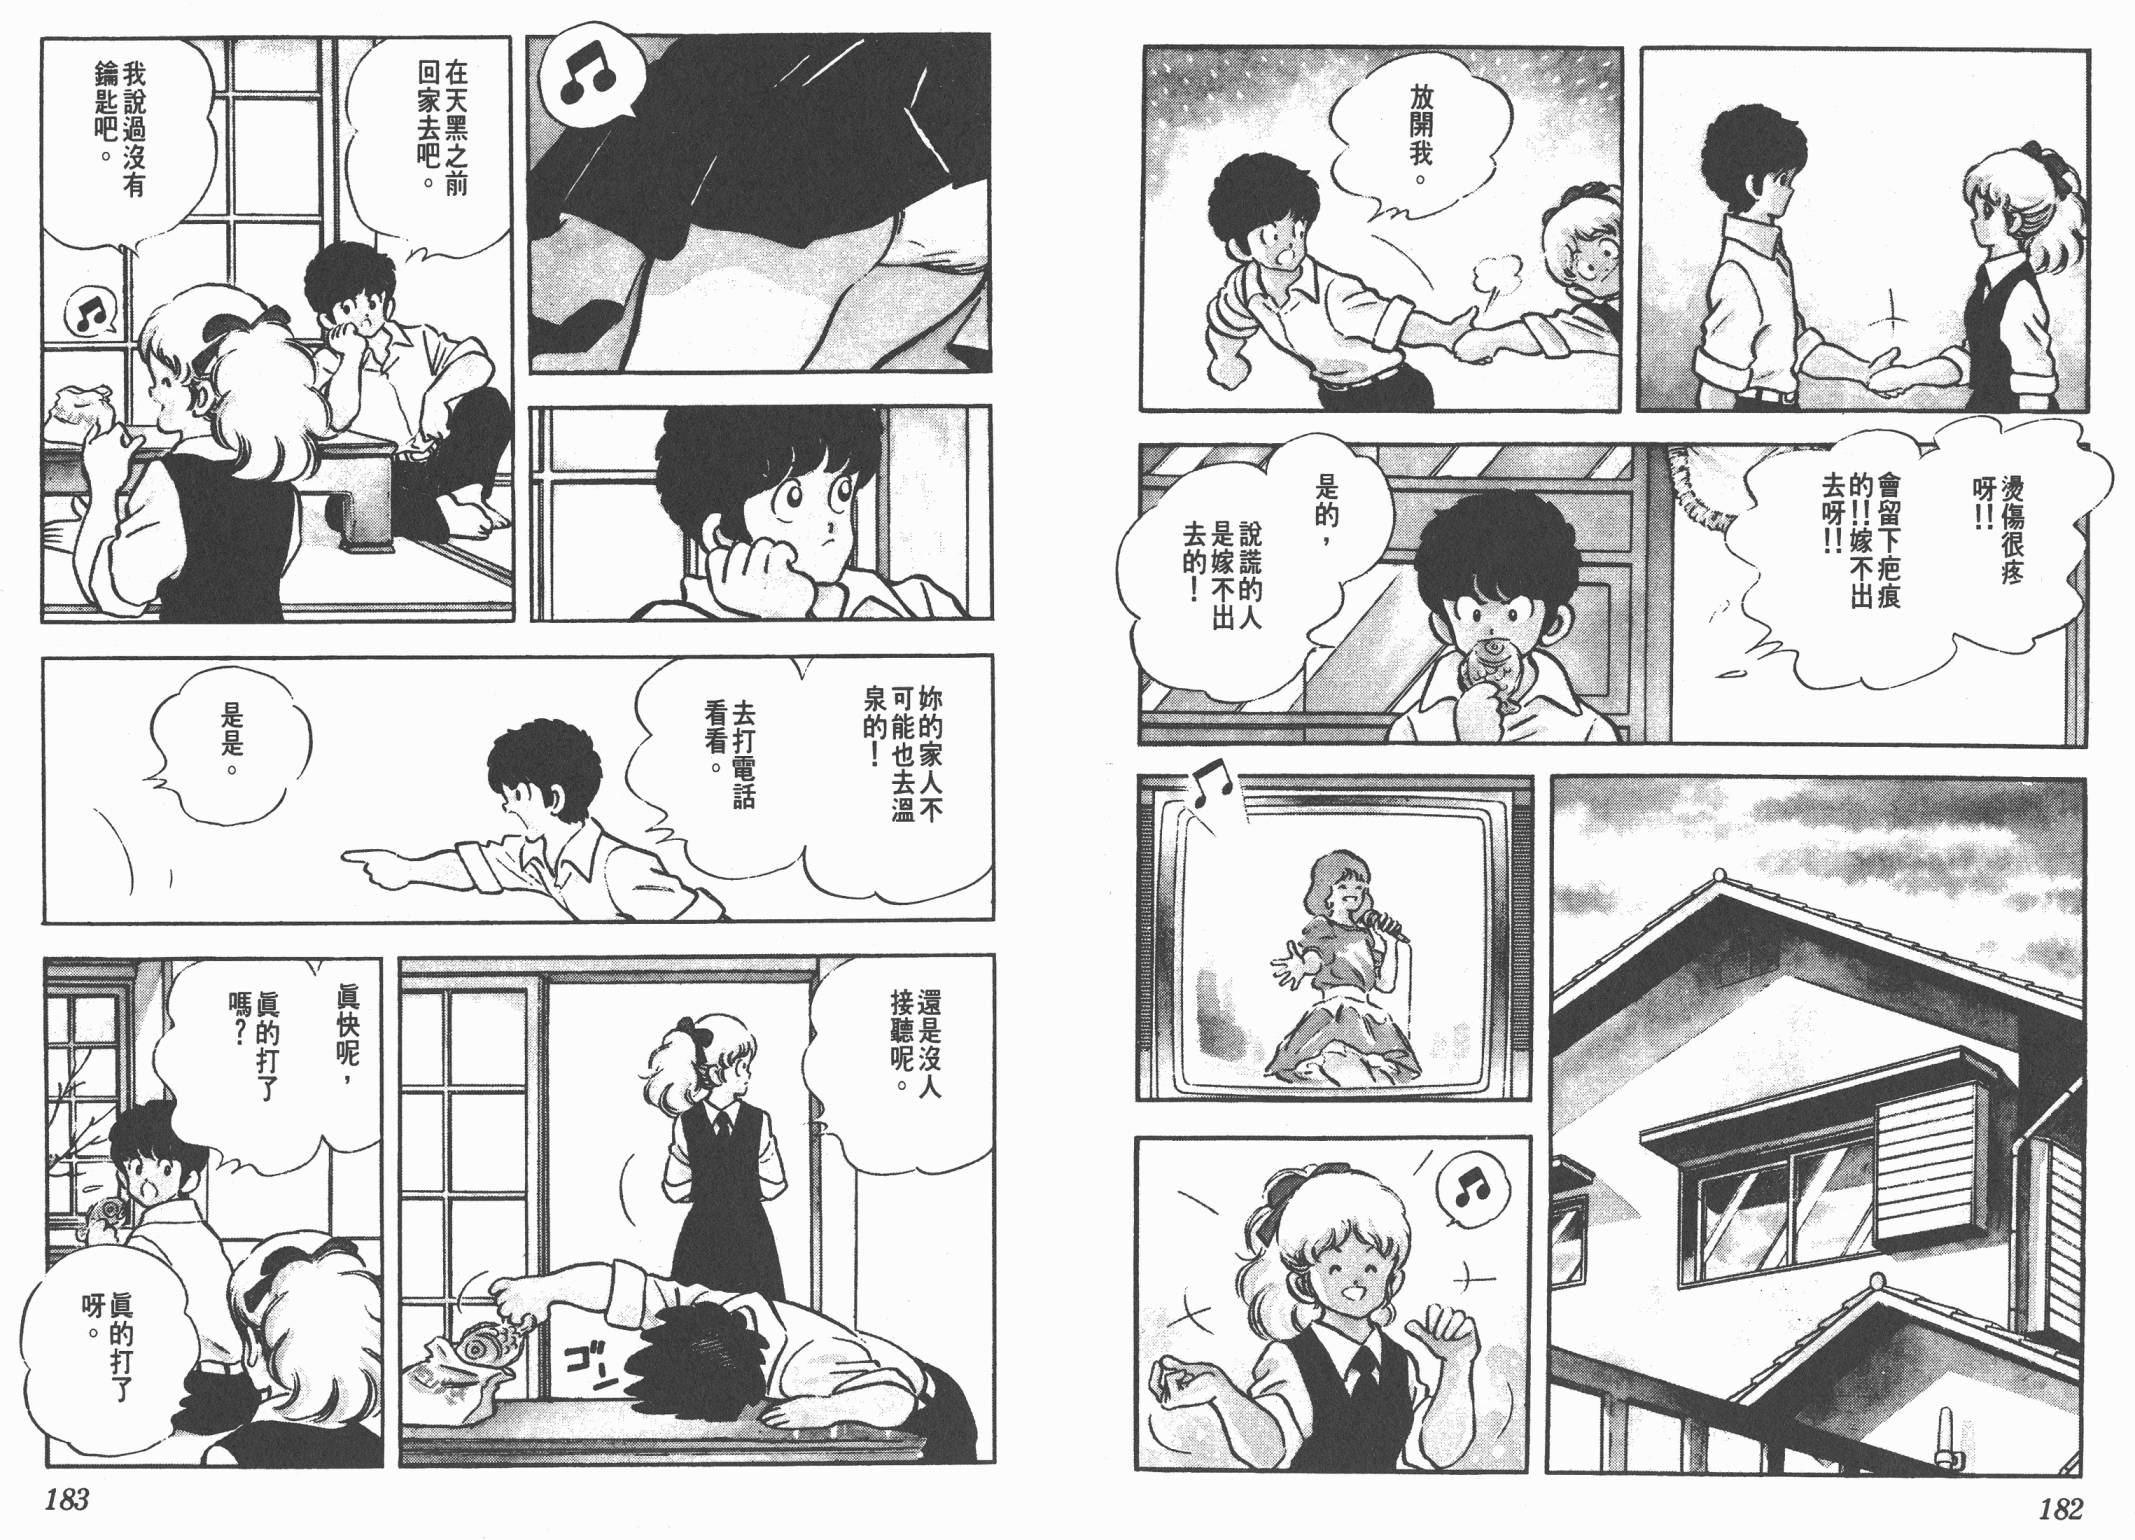 放開我。
燙傷很疼
呀!!
會留下疤痕
的!!嫁不出
去呀!!
是的，
說謊的人
是嫁不出
去的！
182
在天黑之前
回家去吧。
我說過沒有
鑰匙吧。
妳的家人不
可能也去溫
泉的！
去打電話
看看。
是是。
還是沒人
接聽呢。
ゴー
眞快呢，
眞的打了
嗎?
眞的打了
呀。
183